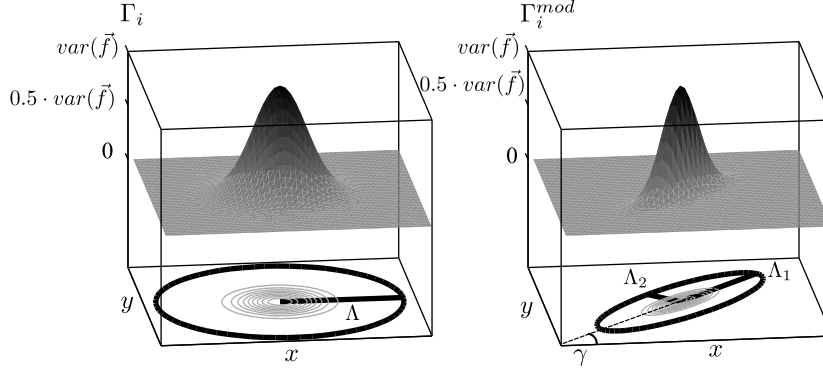 Γ_i
var(f⃗)
0.5 · var(f⃗)
0
y
Λ
x
Γ_i^{mod}
var(f⃗)
0.5 · var(f⃗)
0
Λ_2
Λ_1
y
γ
x